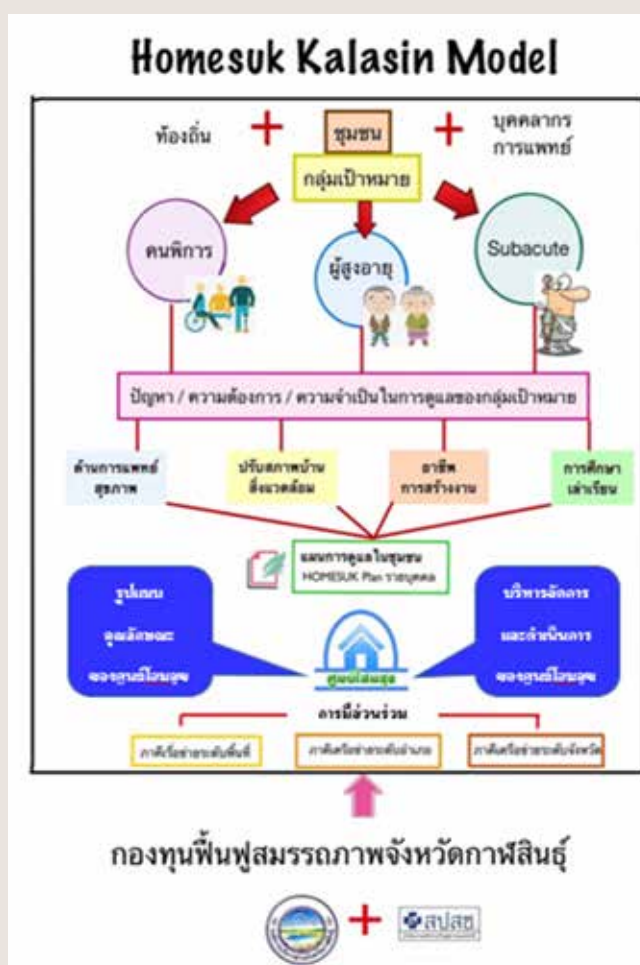 Homesuk Kalasin Model
ท้องถิ่น + ชุมชน + บุคคลากร
การแพทย์
กลุ่มเป้าหมาย
คนพิการ
ผู้สูงอายุ
Subacute
ปัญหา / ความต้องการ / ความจำเป็นในการดูแลของกลุ่มเป้าหมาย
ด้านการแพทย์
สุขภาพ
ปรับสภาพบ้าน
สิ่งแวดล้อม
อาชีพ
การสร้างงาน
การศึกษา
เล่าเรียน
แผนการดูแลในชุมชน
HOMESUK Plan รายบุคคล
รูปแบบ
คุณลักษณะ
ของศูนย์โฮมสุข
บริหารจัดการ
และดำเนินการ
ของศูนย์โฮมสุข
ศูนย์โฮมสุข
การมีส่วนร่วม
ภาคีเครือข่ายระดับพื้นที่
ภาคีเครือข่ายระดับอำเภอ
ภาคีเครือข่ายระดับจังหวัด
กองทุนฟื้นฟูสมรรถภาพจังหวัดกาฬสินธุ์
+ สปสช